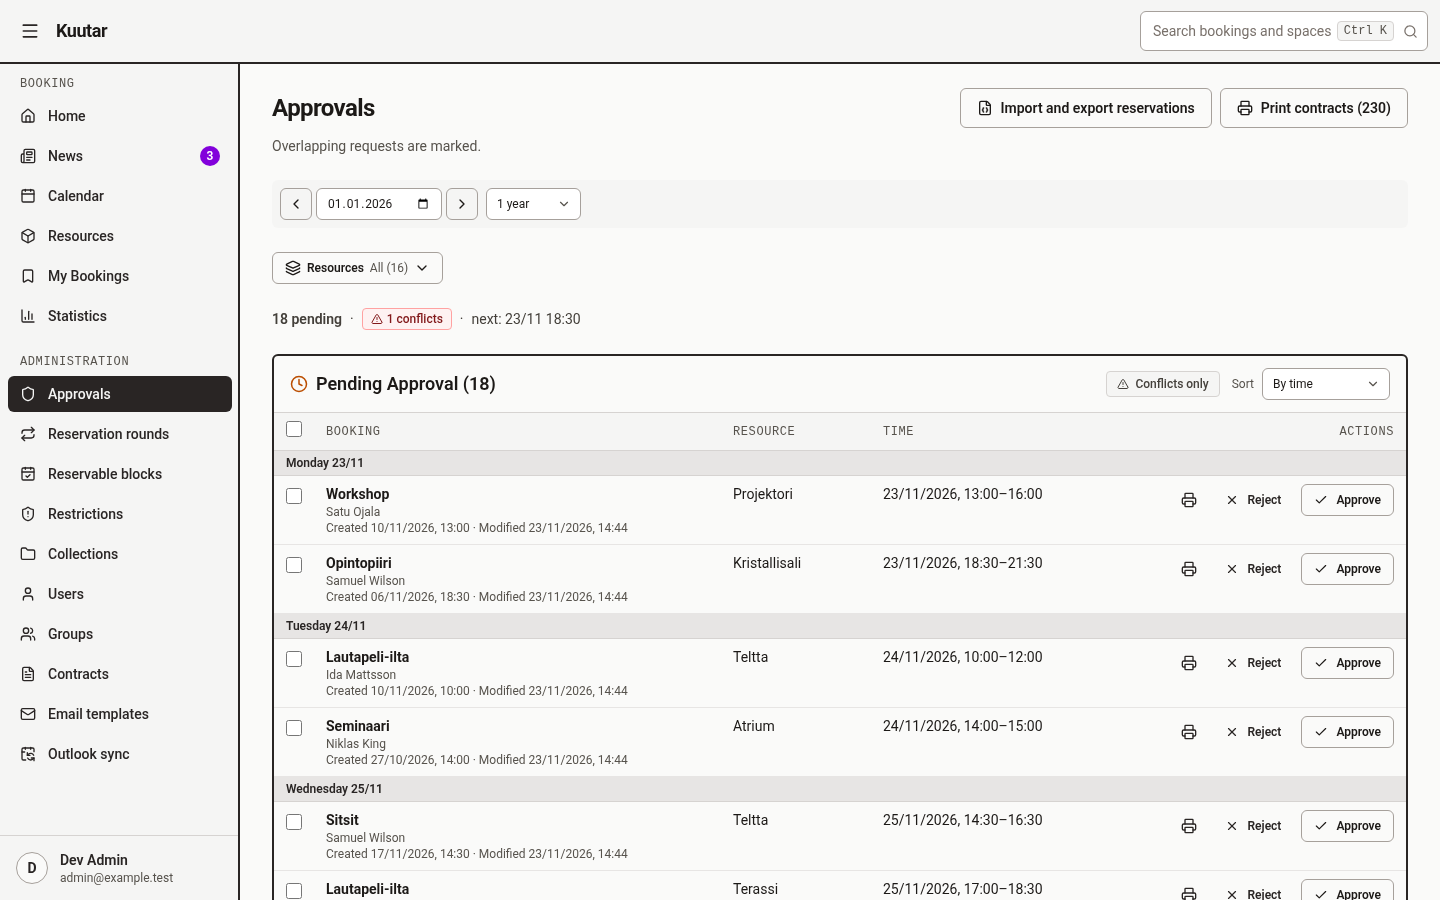 Kuutar
Search bookings and spaces Ctrl K
BOOKING
Home
News 3
Calendar
Resources
My Bookings
Statistics
ADMINISTRATION
Approvals
Reservation rounds
Reservable blocks
Restrictions
Collections
Users
Groups
Contracts
Email templates
Outlook sync
D
Dev Admin
admin@example.test
Approvals
Import and export reservations
Print contracts (230)
Overlapping requests are marked.
01.01.2026
1 year
Resources All (16)
18 pending · 1 conflicts · next: 23/11 18:30
Pending Approval (18)
Conflicts only
Sort By time
BOOKING RESOURCE TIME ACTIONS
Monday 23/11
Workshop Projektori 23/11/2026, 13:00–16:00 Reject Approve
Satu Ojala
Created 10/11/2026, 13:00 · Modified 23/11/2026, 14:44
Opintopiiri Kristallisali 23/11/2026, 18:30–21:30 Reject Approve
Samuel Wilson
Created 06/11/2026, 18:30 · Modified 23/11/2026, 14:44
Tuesday 24/11
Lautapeli-ilta Teltta 24/11/2026, 10:00–12:00 Reject Approve
Ida Mattsson
Created 10/11/2026, 10:00 · Modified 23/11/2026, 14:44
Seminaari Atrium 24/11/2026, 14:00–15:00 Reject Approve
Niklas King
Created 27/10/2026, 14:00 · Modified 23/11/2026, 14:44
Wednesday 25/11
Sitsit Teltta 25/11/2026, 14:30–16:30 Reject Approve
Samuel Wilson
Created 17/11/2026, 14:30 · Modified 23/11/2026, 14:44
Lautapeli-ilta Terassi 25/11/2026, 17:00–18:30 Reject Approve